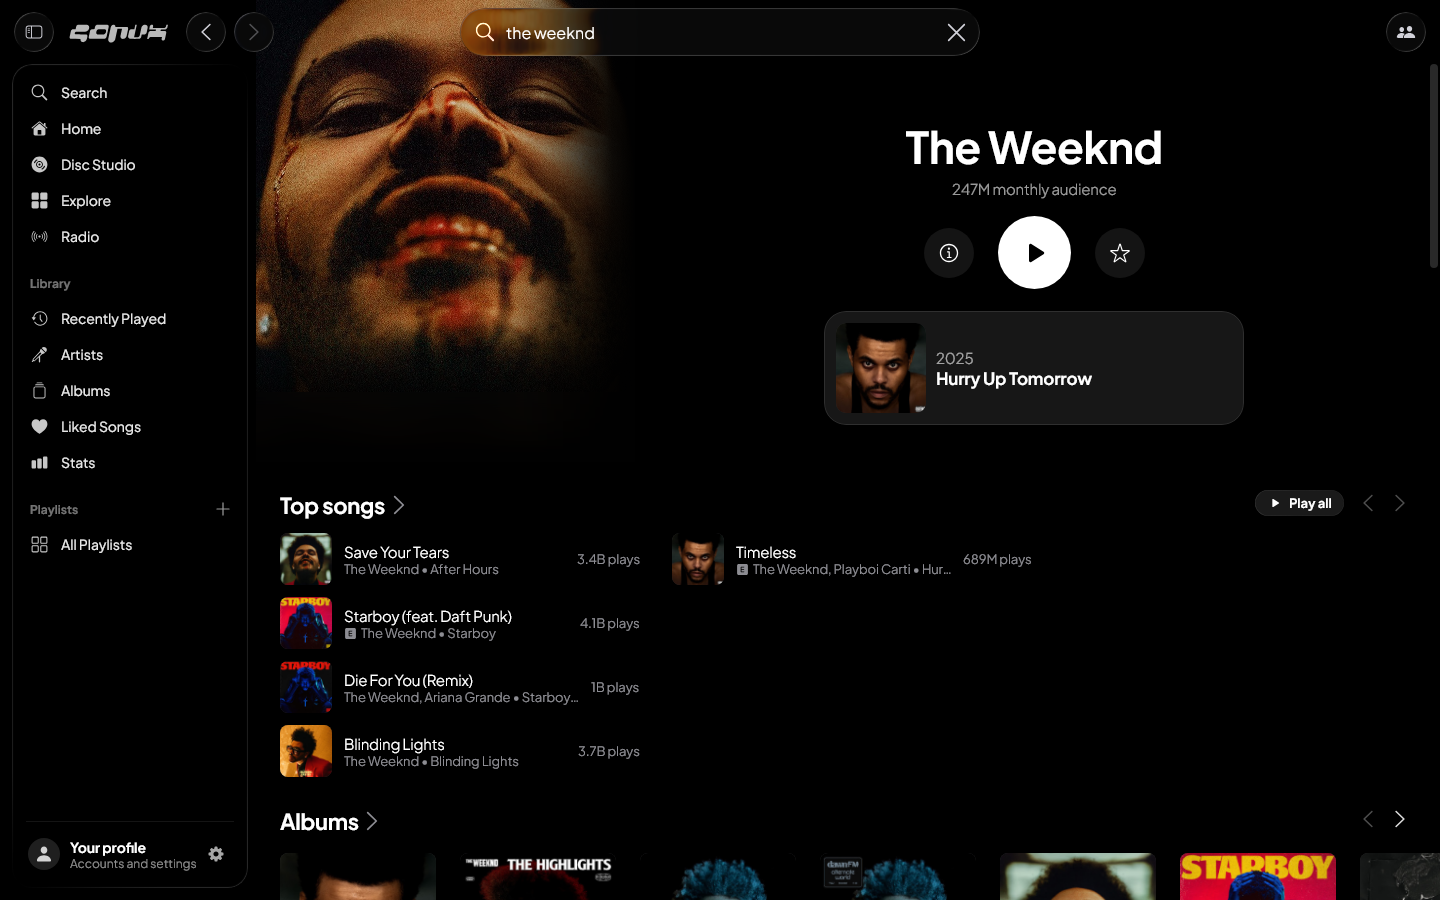 the weeknd
Search
Home
Disc Studio
Explore
Radio
Library
Recently Played
Artists
Albums
Liked Songs
Stats
Playlists
All Playlists
Your profile
Accounts and settings
The Weeknd
247M monthly audience
2025
Hurry Up Tomorrow
Top songs
Play all
Save Your Tears
The Weeknd • After Hours
3.4B plays
Starboy (feat. Daft Punk)
E The Weeknd • Starboy
4.1B plays
Die For You (Remix)
The Weeknd, Ariana Grande • Starboy...
1B plays
Blinding Lights
The Weeknd • Blinding Lights
3.7B plays
Timeless
E The Weeknd, Playboi Carti • Hur...
689M plays
Albums
THE WEEKND THE HIGHLIGHTS
dawn FM
alternate
world
STARBOY